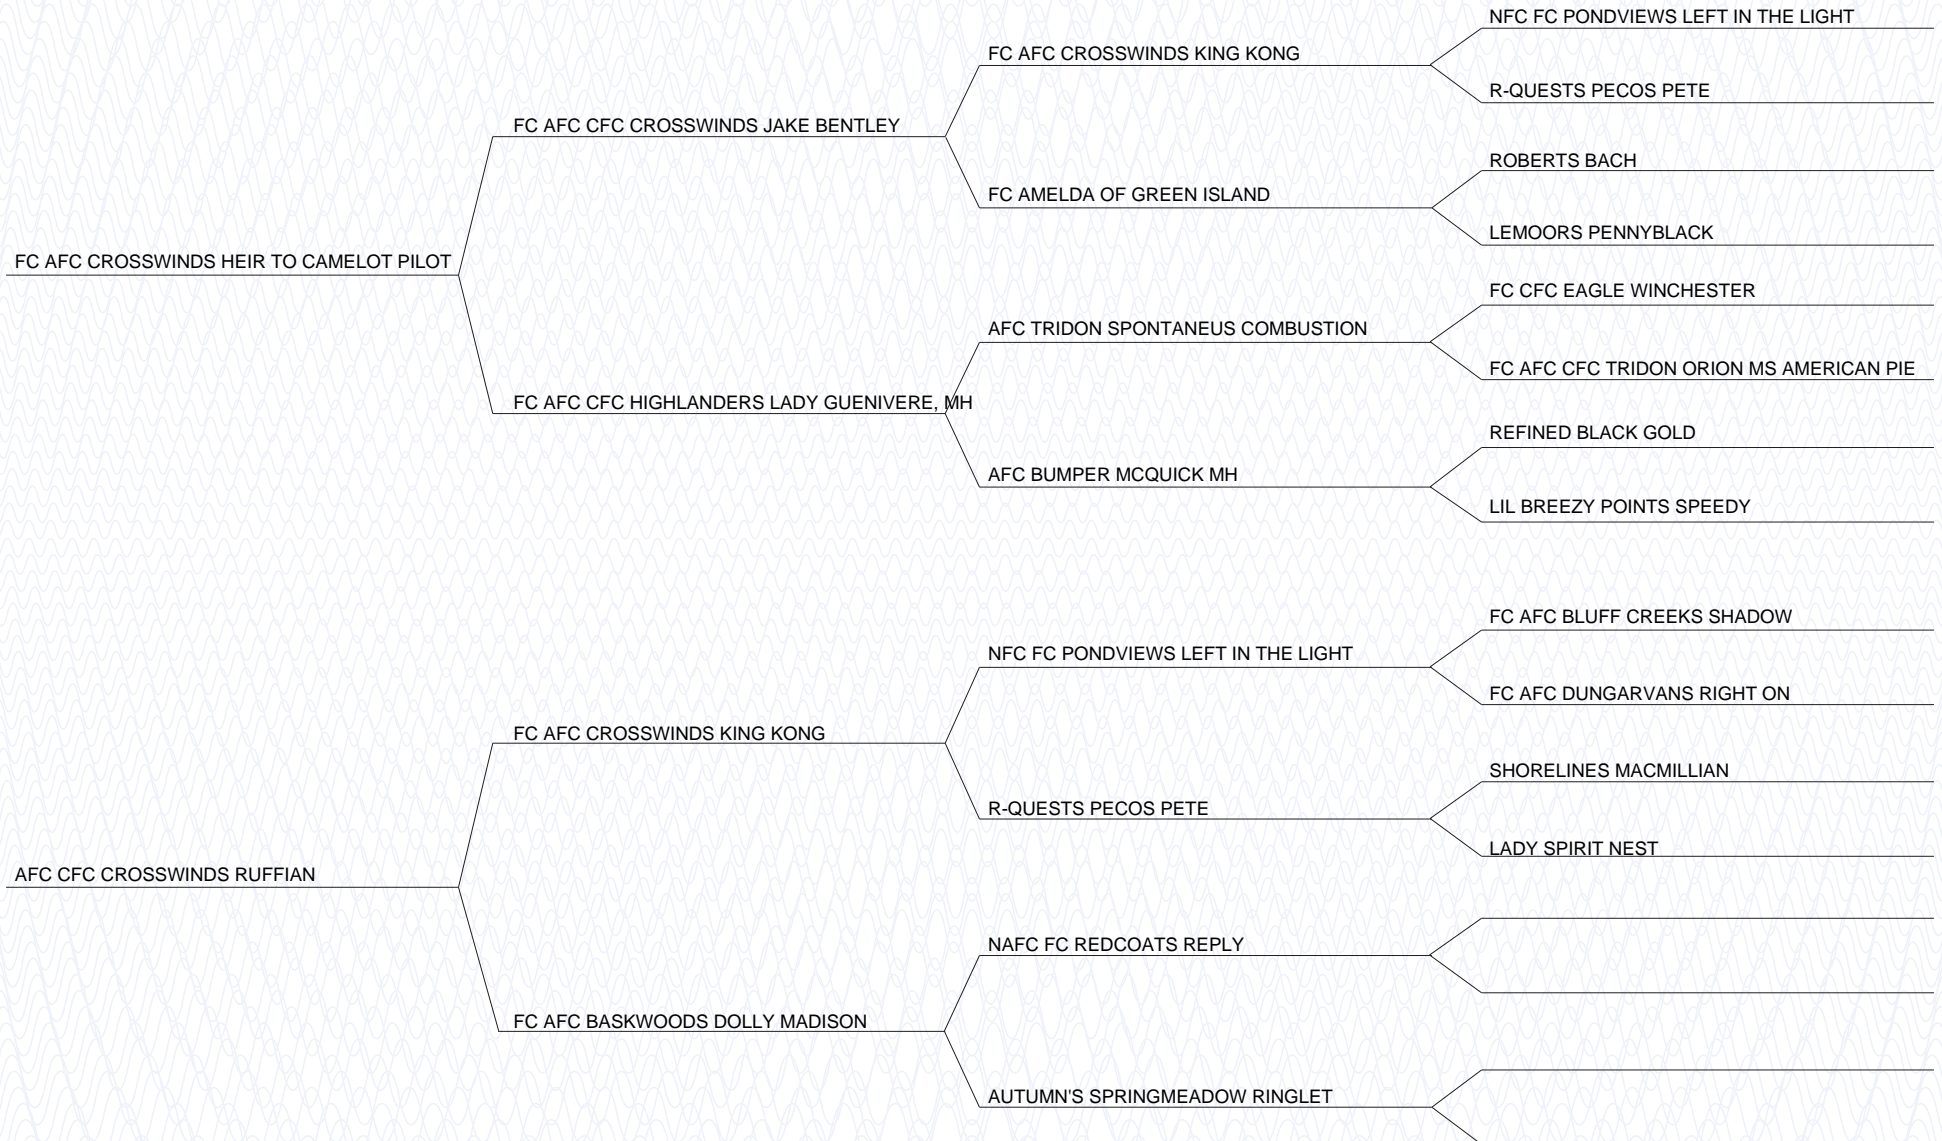 NFC FC PONDVIEWS LEFT IN THE LIGHT
FC AFC CROSSWINDS KING KONG
R-QUESTS PECOS PETE
FC AFC CFC CROSSWINDS JAKE BENTLEY
ROBERTS BACH
FC AMELDA OF GREEN ISLAND
LEMOORS PENNYBLACK
FC AFC CROSSWINDS HEIR TO CAMELOT PILOT
FC CFC EAGLE WINCHESTER
AFC TRIDON SPONTANEUS COMBUSTION
FC AFC CFC TRIDON ORION MS AMERICAN PIE
FC AFC CFC HIGHLANDERS LADY GUENIVERE, MH
REFINED BLACK GOLD
AFC BUMPER MCQUICK MH
LIL BREEZY POINTS SPEEDY
FC AFC BLUFF CREEKS SHADOW
NFC FC PONDVIEWS LEFT IN THE LIGHT
FC AFC DUNGARVANS RIGHT ON
FC AFC CROSSWINDS KING KONG
SHORELINES MACMILLIAN
R-QUESTS PECOS PETE
LADY SPIRIT NEST
AFC CFC CROSSWINDS RUFFIAN
NAFC FC REDCOATS REPLY
FC AFC BASKWOODS DOLLY MADISON
AUTUMN'S SPRINGMEADOW RINGLET